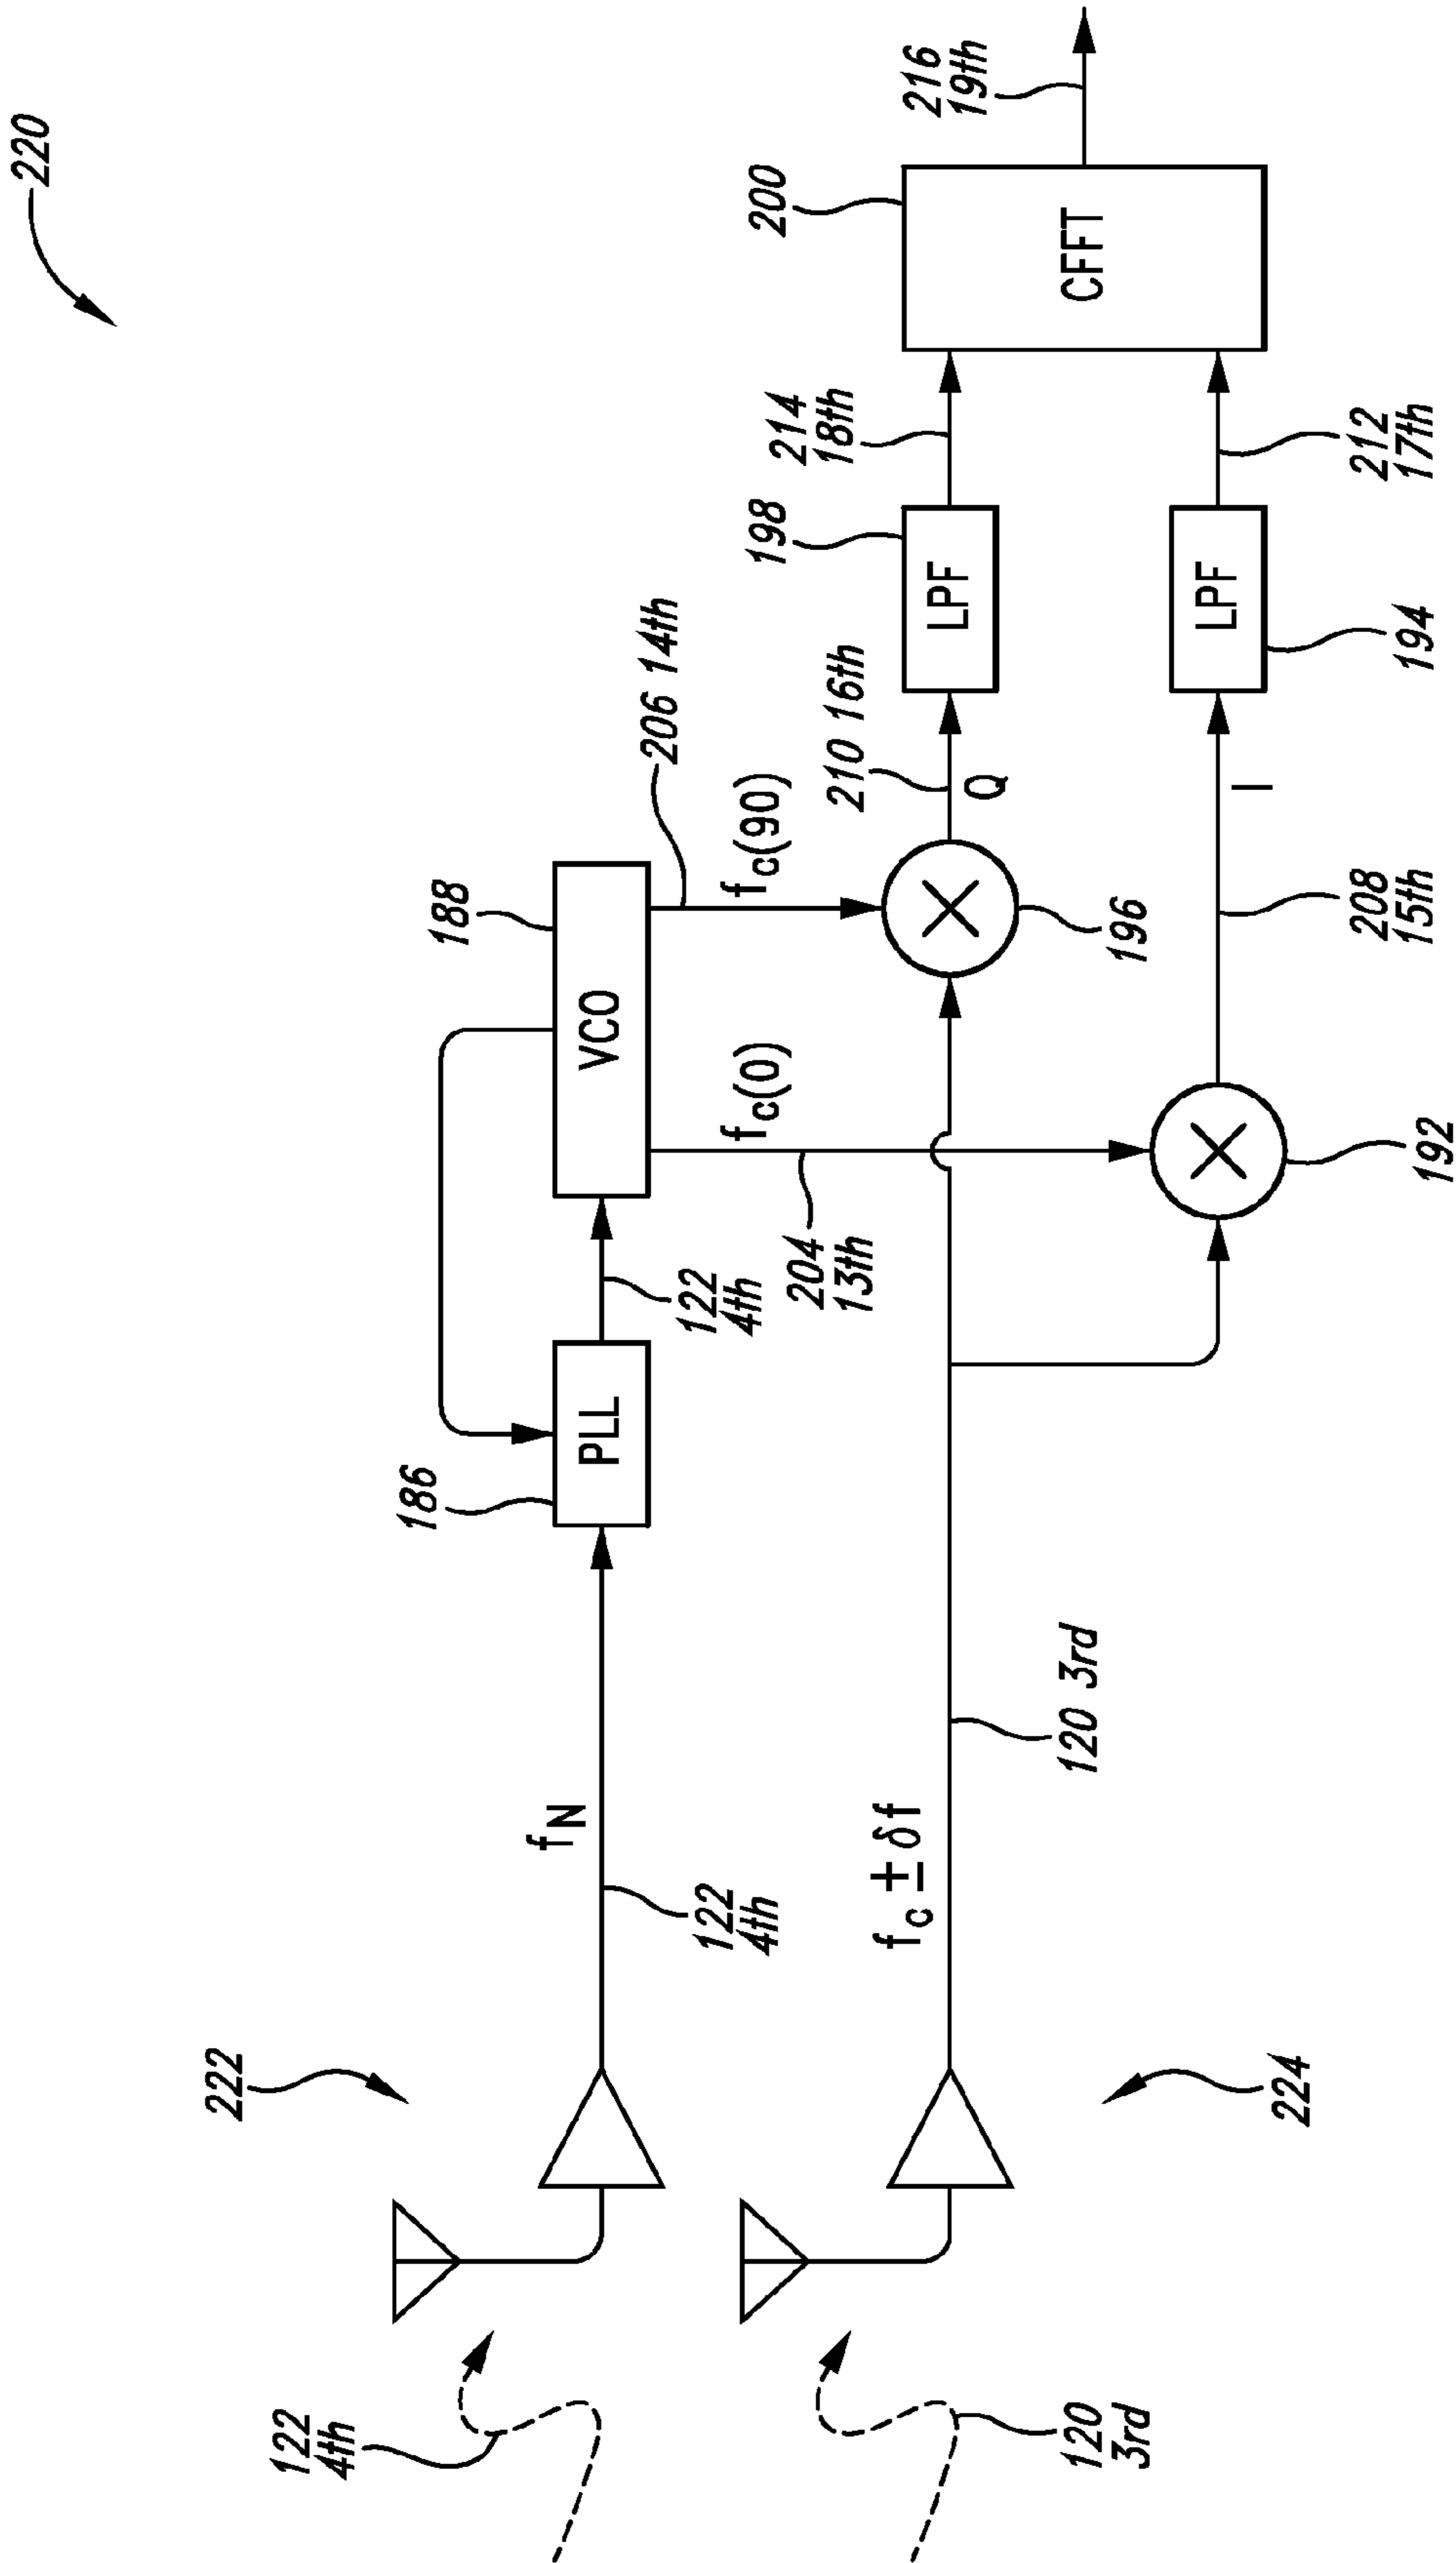 220
222
122
4th
f_N
122
4th
186
PLL
122
4th
VCO
188
f_c(0)
204
13th
f_c(90)
206 14th
120
3rd
f_c ± δf
120 3rd
224
196
Q
210 16th
LPF
198
214
18th
192
I
208
15th
LPF
194
212
17th
CFFT
200
216
19th